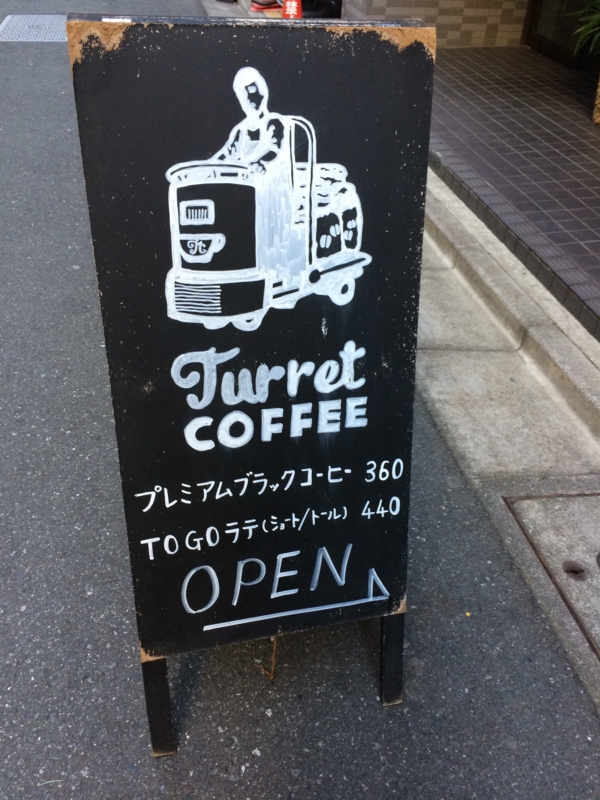 Tt
Turret
COFFEE
プレミアムブラックコーヒー 360
TOGOラテ(ショート/トール) 440
OPEN